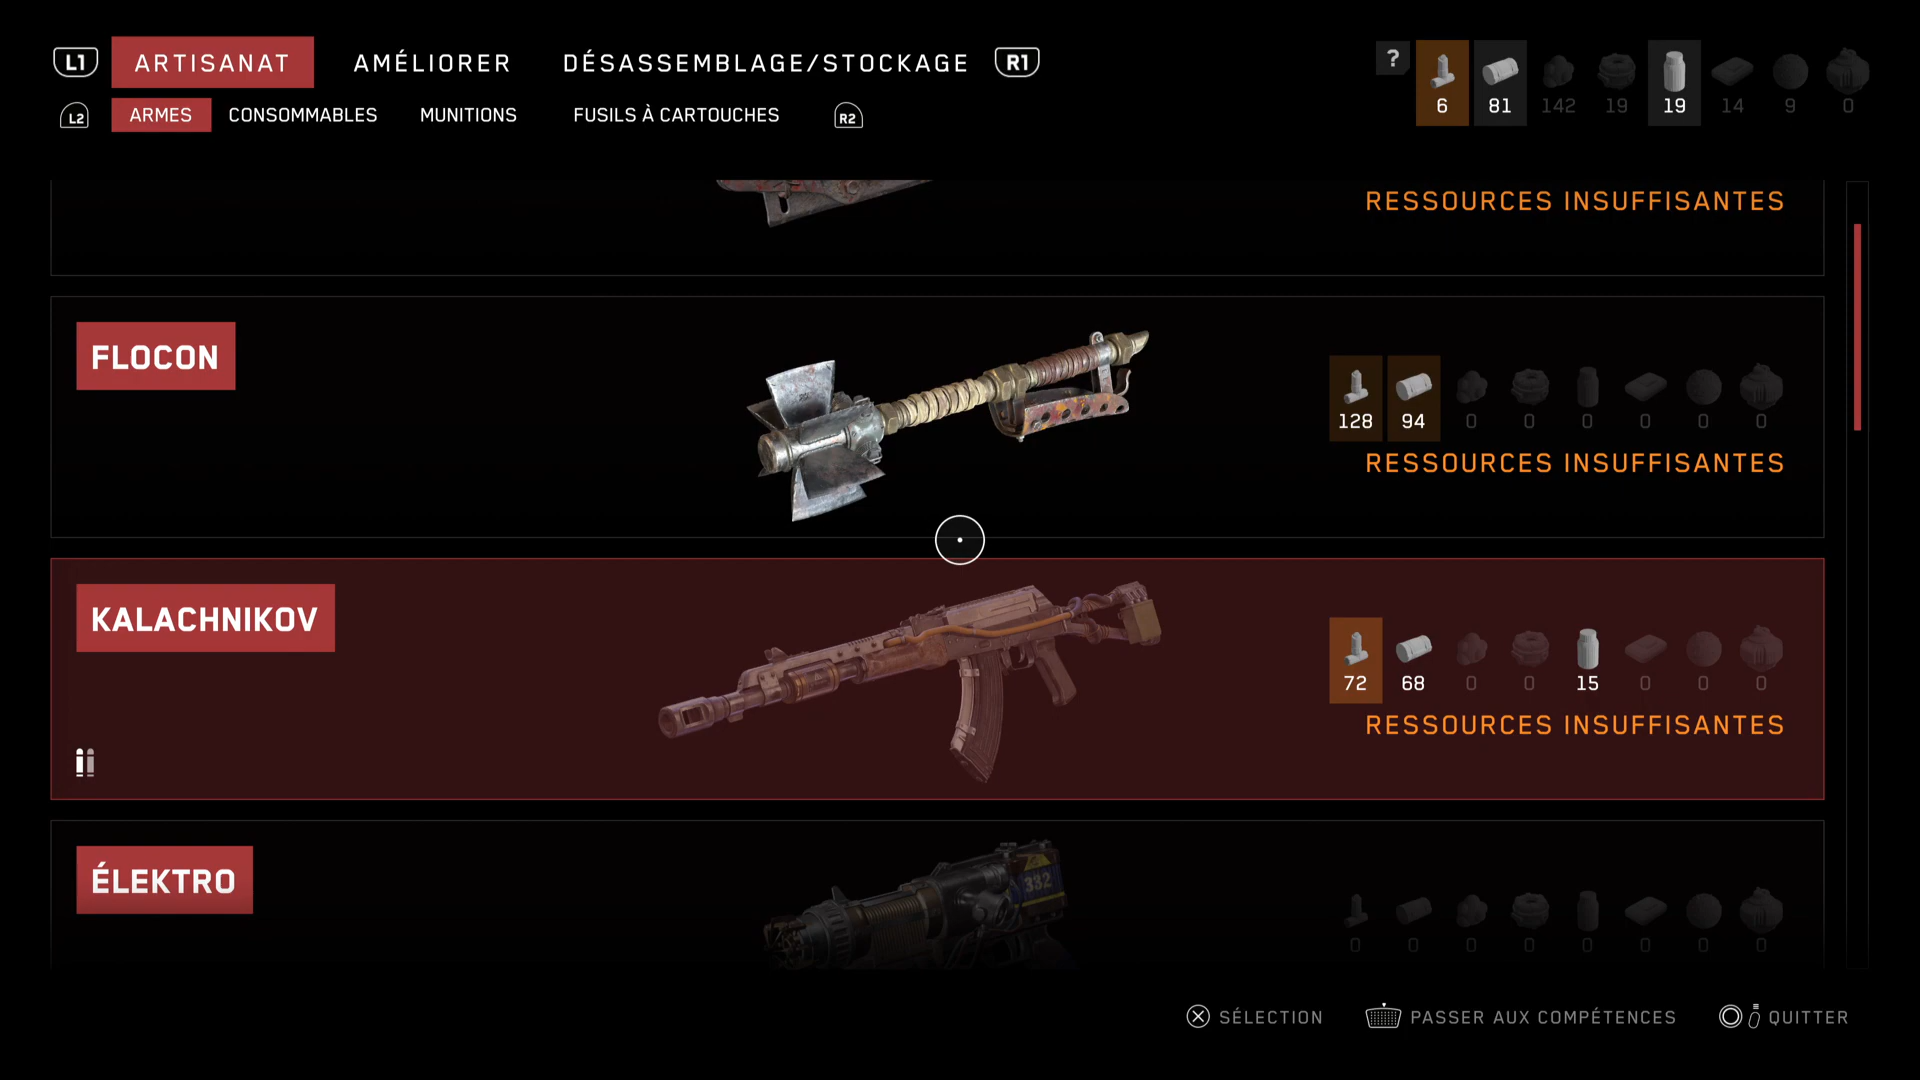 L1 ARTISANAT AMÉLIORER DÉSASSEMBLAGE/STOCKAGE R1
L2 ARMES CONSOMMABLES MUNITIONS FUSILS À CARTOUCHES R2
?
6 81 142 19 19 14 9 0
RESSOURCES INSUFFISANTES
FLOCON
128 94 0 0 0 0 0 0
RESSOURCES INSUFFISANTES
KALACHNIKOV
72 68 0 0 15 0 0 0
RESSOURCES INSUFFISANTES
ÉLEKTRO
332
0 0 0 0 0 0 0 0
SÉLECTION PASSER AUX COMPÉTENCES QUITTER